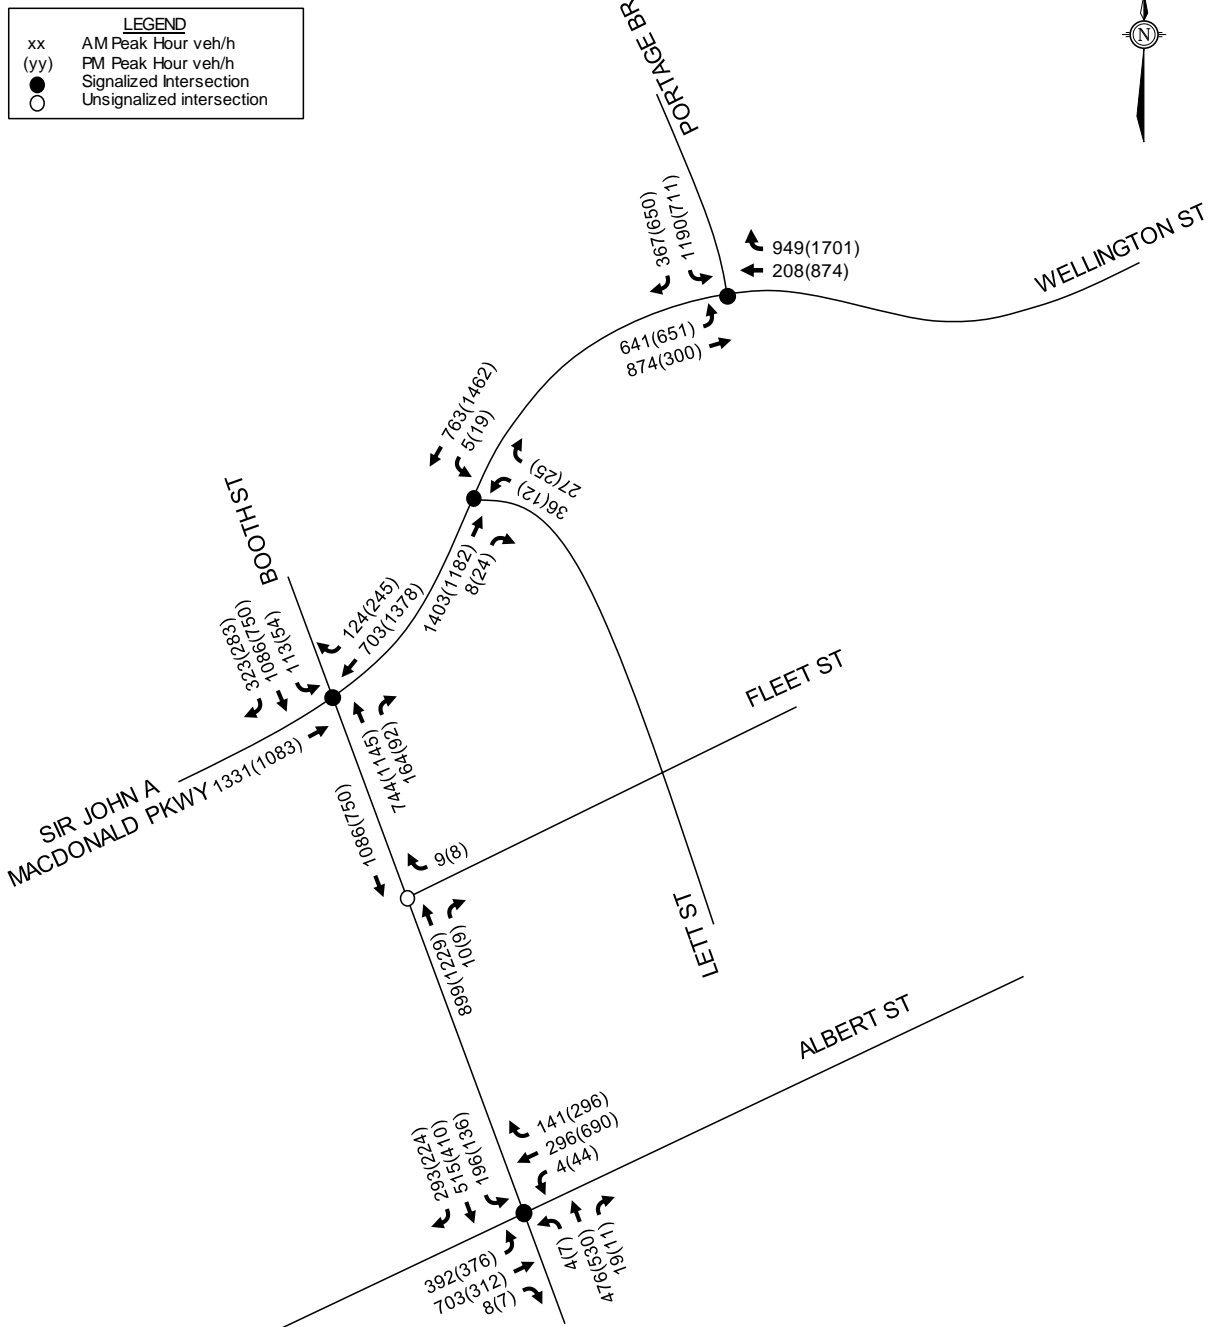 LEGEND
xx AM Peak Hour veh/h
(yy) PM Peak Hour veh/h
Signalized Intersection
Unsignalized intersection
N
PORTAGE BR
WELLINGTON ST
367(650)
1190(711)
949(1701)
208(874)
641(651)
874(300)
763(1462)
5(19)
27(25)
36(12)
1403(1182)
8(24)
BOOTH ST
124(245)
703(1378)
323(283)
1086(750)
113(54)
SIR JOHN A
MACDONALD PKWY
1331(1083)
744(1145)
164(92)
FLEET ST
1086(750)
9(8)
899(1229)
10(9)
LETT ST
ALBERT ST
141(296)
296(690)
4(44)
293(224)
515(410)
196(136)
392(376)
703(312)
8(7)
4(7)
476(530)
19(11)